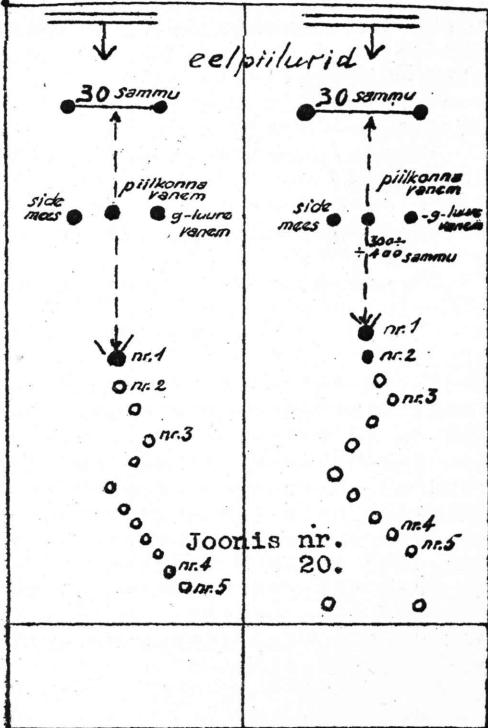 eelpiilurid
30 sammu
30 sammu
piilkonna
vanem
side
mees
g-luure
vanem
piilkonna
vanem
side
mees
-g-luure
vanem
300÷
÷400 sammu
nr.1
nr.2
nr.3
nr.4
nr.5
nr.1
nr.2
nr.3
nr.4
nr.5
Joonis nr.
20.